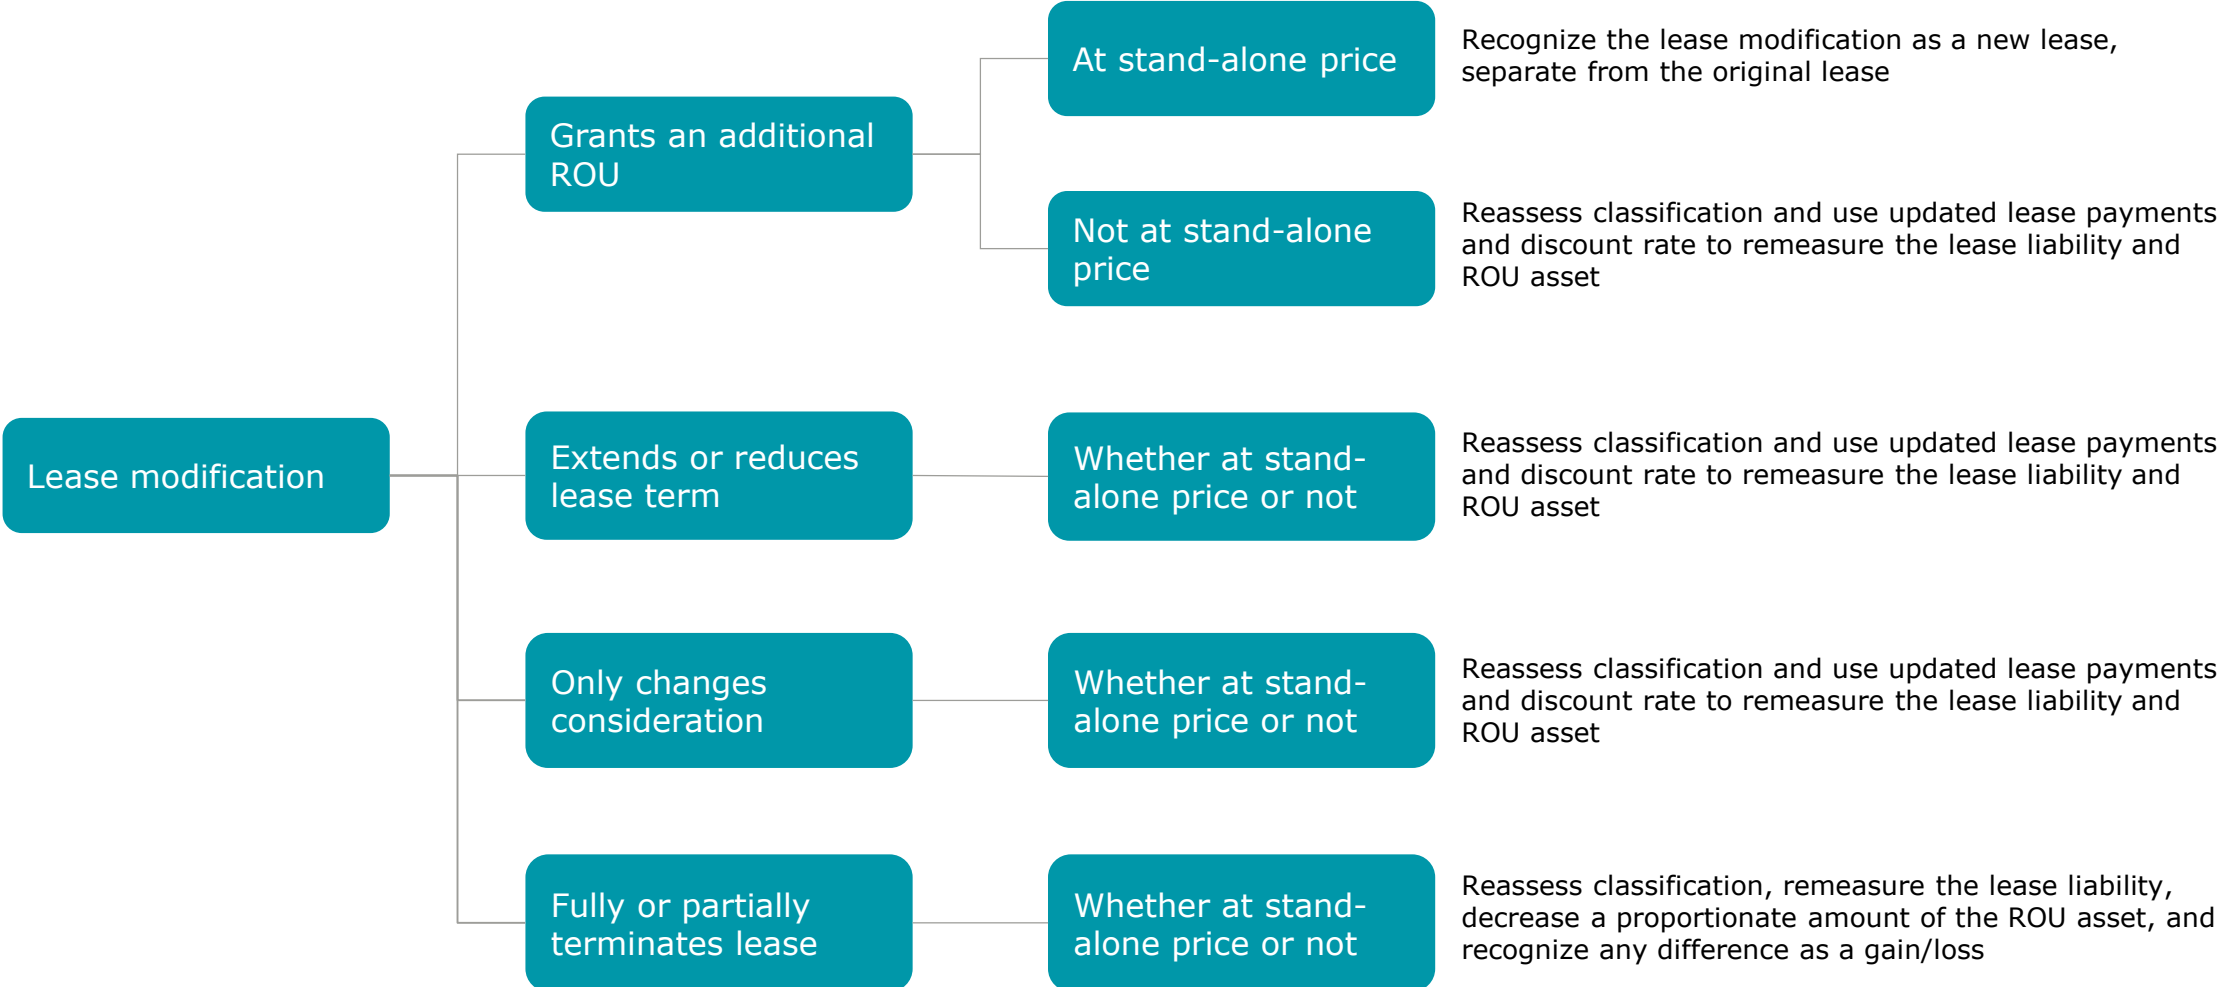 Lease modification
Grants an additional
ROU
At stand-alone price
Recognize the lease modification as a new lease,
separate from the original lease
Not at stand-alone
price
Reassess classification and use updated lease payments
and discount rate to remeasure the lease liability and
ROU asset
Extends or reduces
lease term
Whether at stand-
alone price or not
Reassess classification and use updated lease payments
and discount rate to remeasure the lease liability and
ROU asset
Only changes
consideration
Whether at stand-
alone price or not
Reassess classification and use updated lease payments
and discount rate to remeasure the lease liability and
ROU asset
Fully or partially
terminates lease
Whether at stand-
alone price or not
Reassess classification, remeasure the lease liability,
decrease a proportionate amount of the ROU asset, and
recognize any difference as a gain/loss